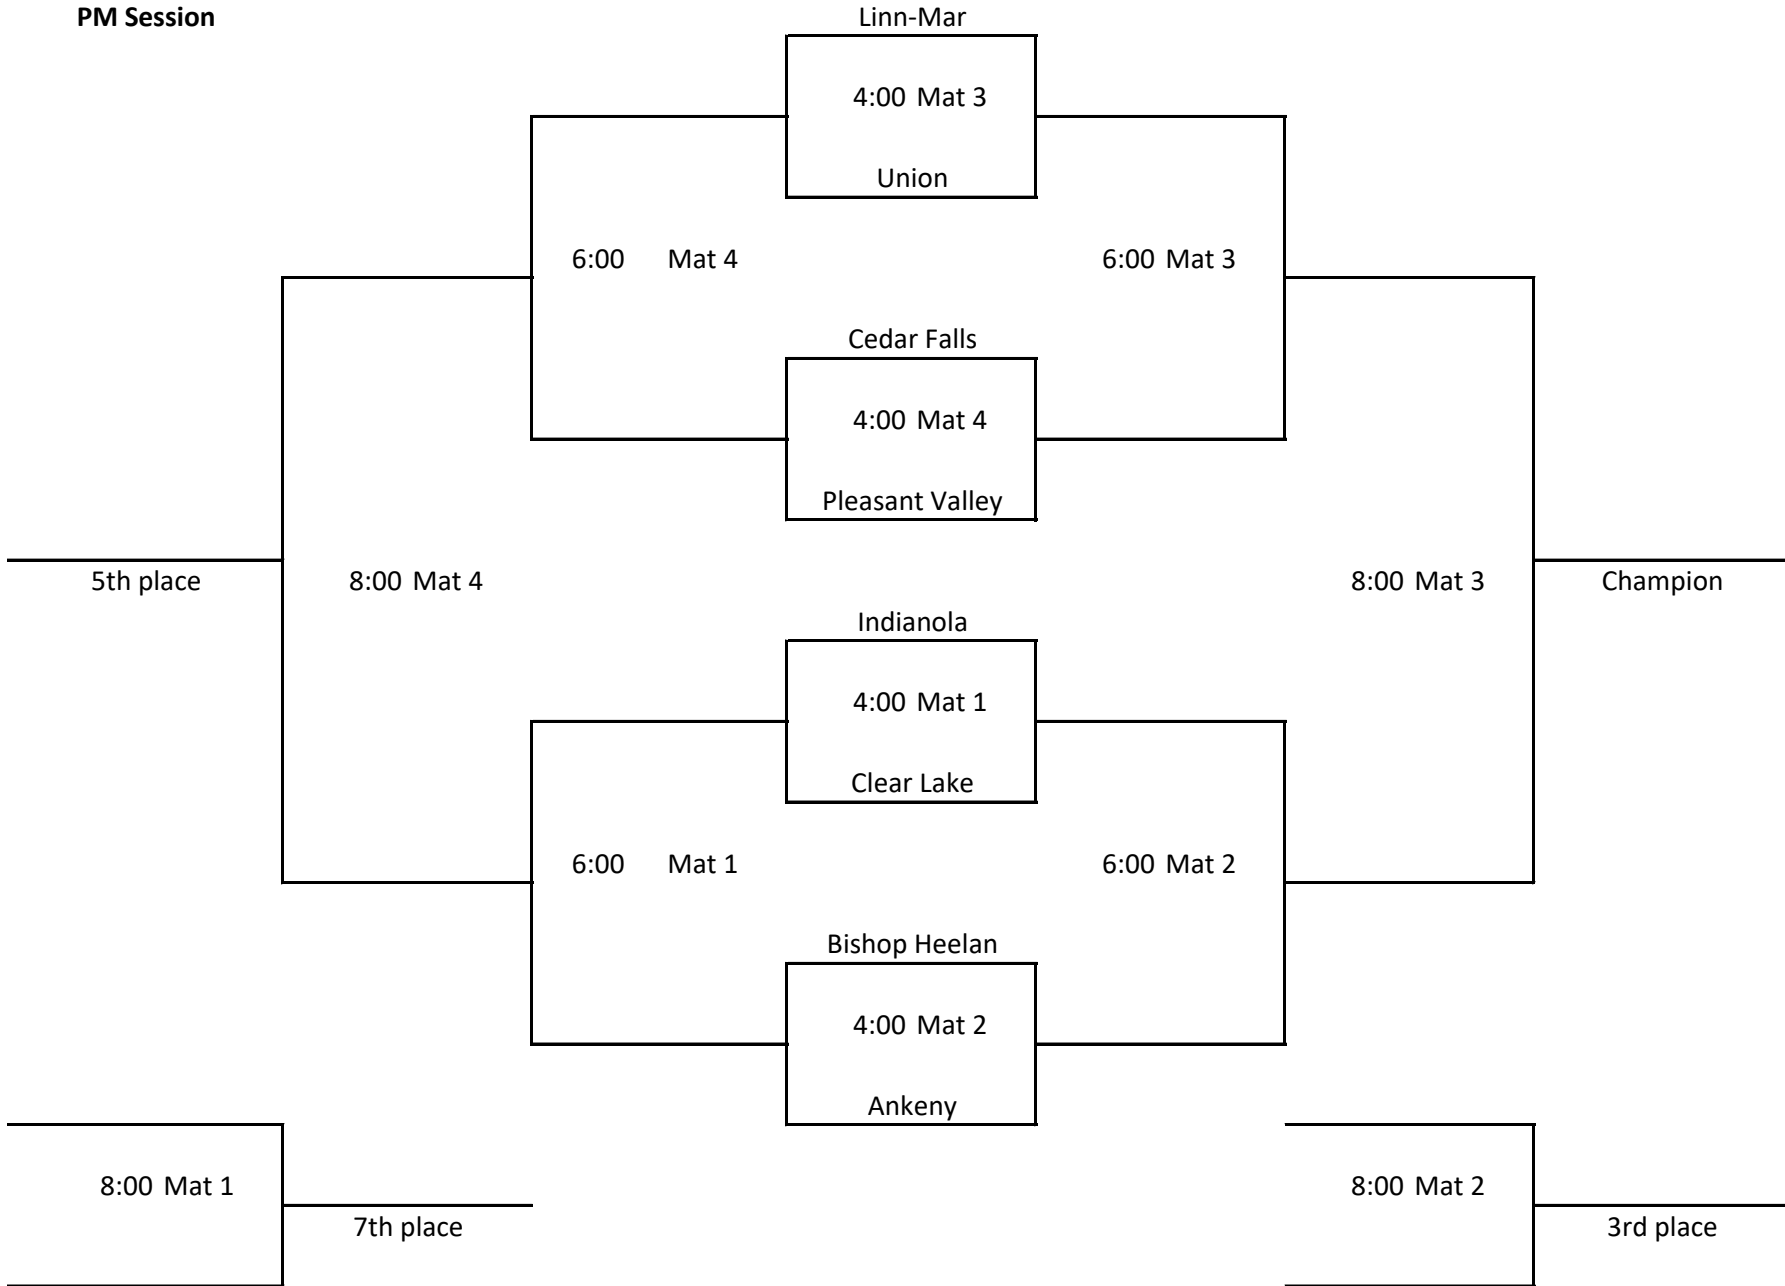 PM Session
Linn-Mar
4:00 Mat 3
Union
6:00 Mat 4
6:00 Mat 3
Cedar Falls
4:00 Mat 4
Pleasant Valley
5th place
8:00 Mat 4
8:00 Mat 3
Champion
Indianola
4:00 Mat 1
Clear Lake
6:00 Mat 1
6:00 Mat 2
Bishop Heelan
4:00 Mat 2
Ankeny
8:00 Mat 1
8:00 Mat 2
7th place
3rd place